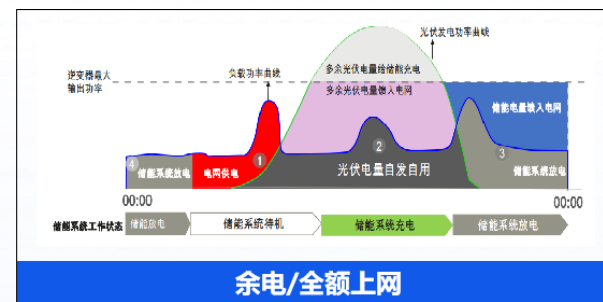 光伏发电功率曲线
逆变器最大
输出功率
负载功率曲线
多余光伏电量给储能充电
多余光伏电量馈入电网
储能电量馈入电网
4
储能系统放电
电网供电
1
2
光伏电量自发自用
3
储能系统放电
00:00
00:00
储能系统工作状态
储能放电
储能系统待机
储能系统充电
储能系统放电
余电/全额上网